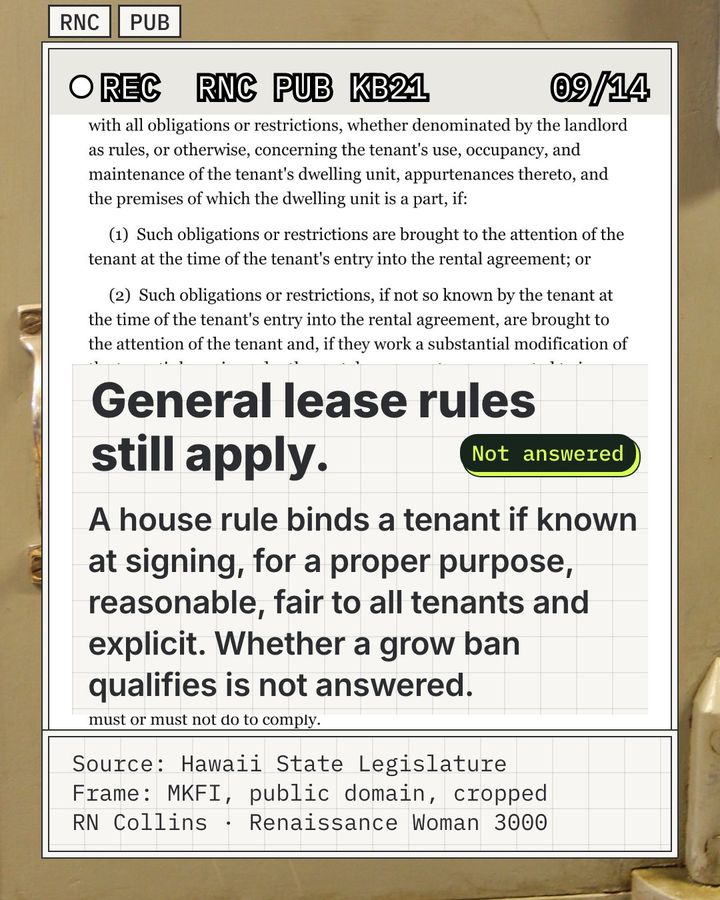 RNC PUB
REC RNC PUB KB21 09/14
with all obligations or restrictions, whether denominated by the landlord
as rules, or otherwise, concerning the tenant's use, occupancy, and
maintenance of the tenant's dwelling unit, appurtenances thereto, and
the premises of which the dwelling unit is a part, if:
(1) Such obligations or restrictions are brought to the attention of the
tenant at the time of the tenant's entry into the rental agreement; or
(2) Such obligations or restrictions, if not so known by the tenant at
the time of the tenant's entry into the rental agreement, are brought to
the attention of the tenant and, if they work a substantial modification of
General lease rules
still apply.
Not answered
A house rule binds a tenant if known
at signing, for a proper purpose,
reasonable, fair to all tenants and
explicit. Whether a grow ban
qualifies is not answered.
must or must not do to comply.
Source: Hawaii State Legislature
Frame: MKFI, public domain, cropped
RN Collins · Renaissance Woman 3000